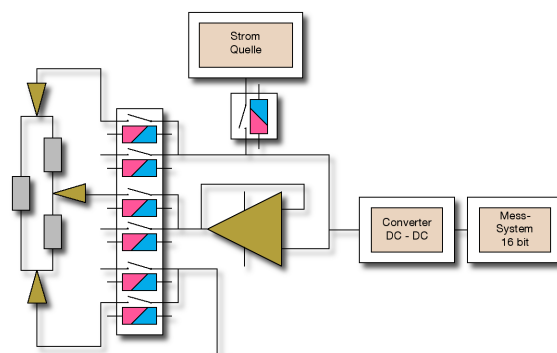 Strom
Quelle
Converter
DC - DC
Mess-
System
16 bit